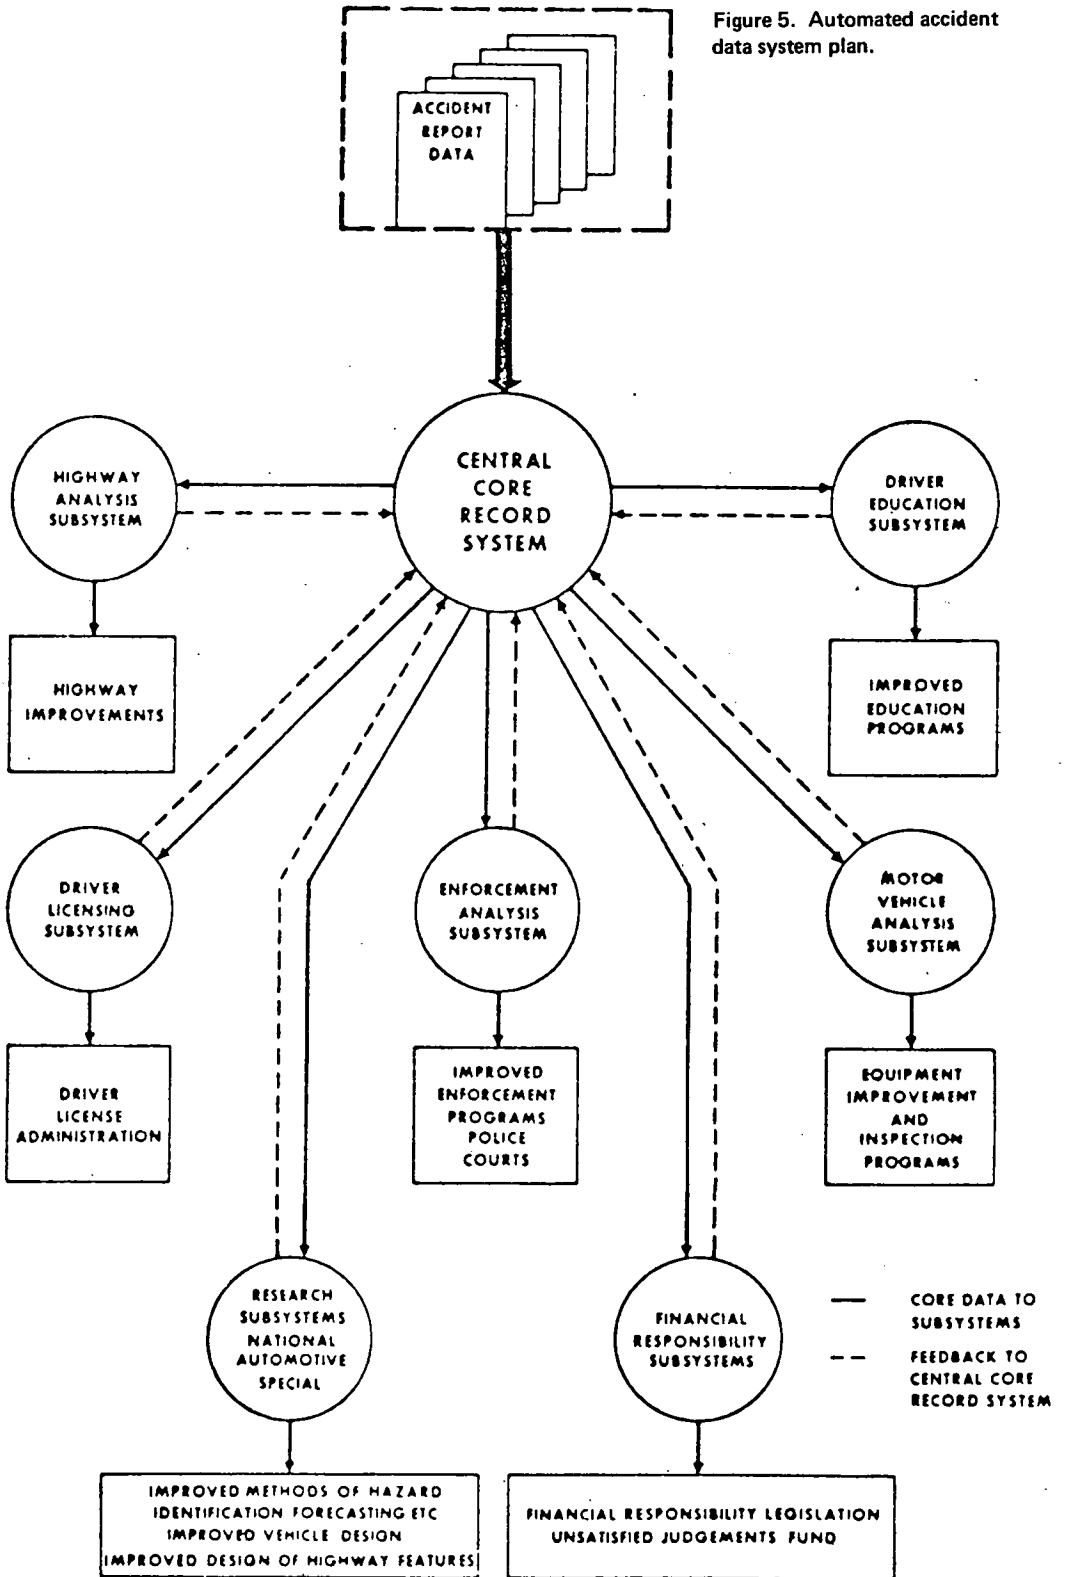 Figure 5. Automated accident
data system plan.
ACCIDENT
REPORT
DATA
CENTRAL
CORE
RECORD
SYSTEM
HIGHWAY
ANALYSIS
SUBSYSTEM
DRIVER
EDUCATION
SUBSYSTEM
HIGHWAY
IMPROVEMENTS
IMPROVED
EDUCATION
PROGRAMS
DRIVER
LICENSING
SUBSYSTEM
ENFORCEMENT
ANALYSIS
SUBSYSTEM
MOTOR
VEHICLE
ANALYSIS
SUBSYSTEM
DRIVER
LICENSE
ADMINISTRATION
IMPROVED
ENFORCEMENT
PROGRAMS
POLICE
COURTS
EQUIPMENT
IMPROVEMENT
AND
INSPECTION
PROGRAMS
RESEARCH
SUBSYSTEMS
NATIONAL
AUTOMOTIVE
SPECIAL
FINANCIAL
RESPONSIBILITY
SUBSYSTEMS
CORE DATA TO
SUBSYSTEMS
FEEDBACK TO
CENTRAL CORE
RECORD SYSTEM
IMPROVED METHODS OF HAZARD
IDENTIFICATION FORECASTING ETC
IMPROVED VEHICLE DESIGN
IMPROVED DESIGN OF HIGHWAY FEATURES
FINANCIAL RESPONSIBILITY LEGISLATION
UNSATISFIED JUDGEMENTS FUND